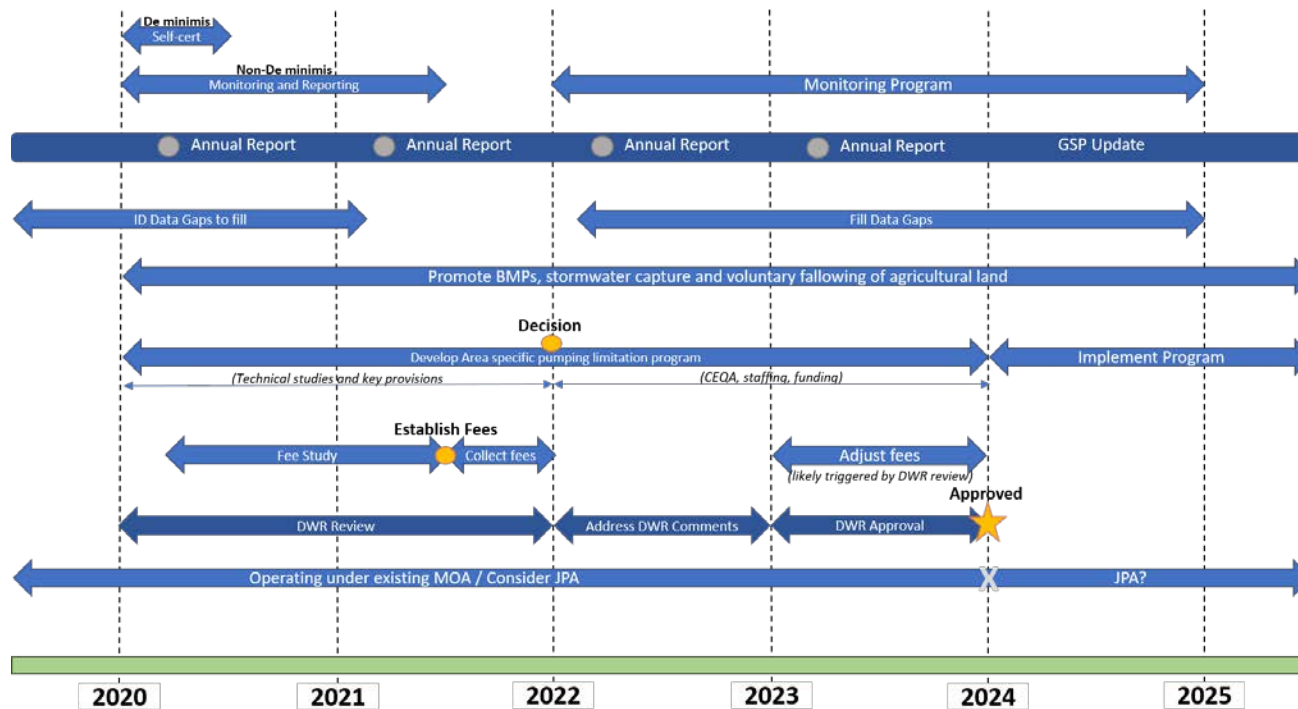 De minimis
Self-cert
Non-De minimis
Monitoring and Reporting
Monitoring Program
Annual Report
Annual Report
Annual Report
Annual Report
GSP Update
ID Data Gaps to fill
Fill Data Gaps
Promote BMPs, stormwater capture and voluntary fallowing of agricultural land
Decision
Develop Area specific pumping limitation program
Implement Program
(Technical studies and key provisions
(CEQA, staffing, funding)
Establish Fees
Fee Study
Collect fees
Adjust fees
(likely triggered by DWR review)
Approved
DWR Review
Address DWR Comments
DWR Approval
Operating under existing MOA / Consider JPA
X
JPA?
2020
2021
2022
2023
2024
2025